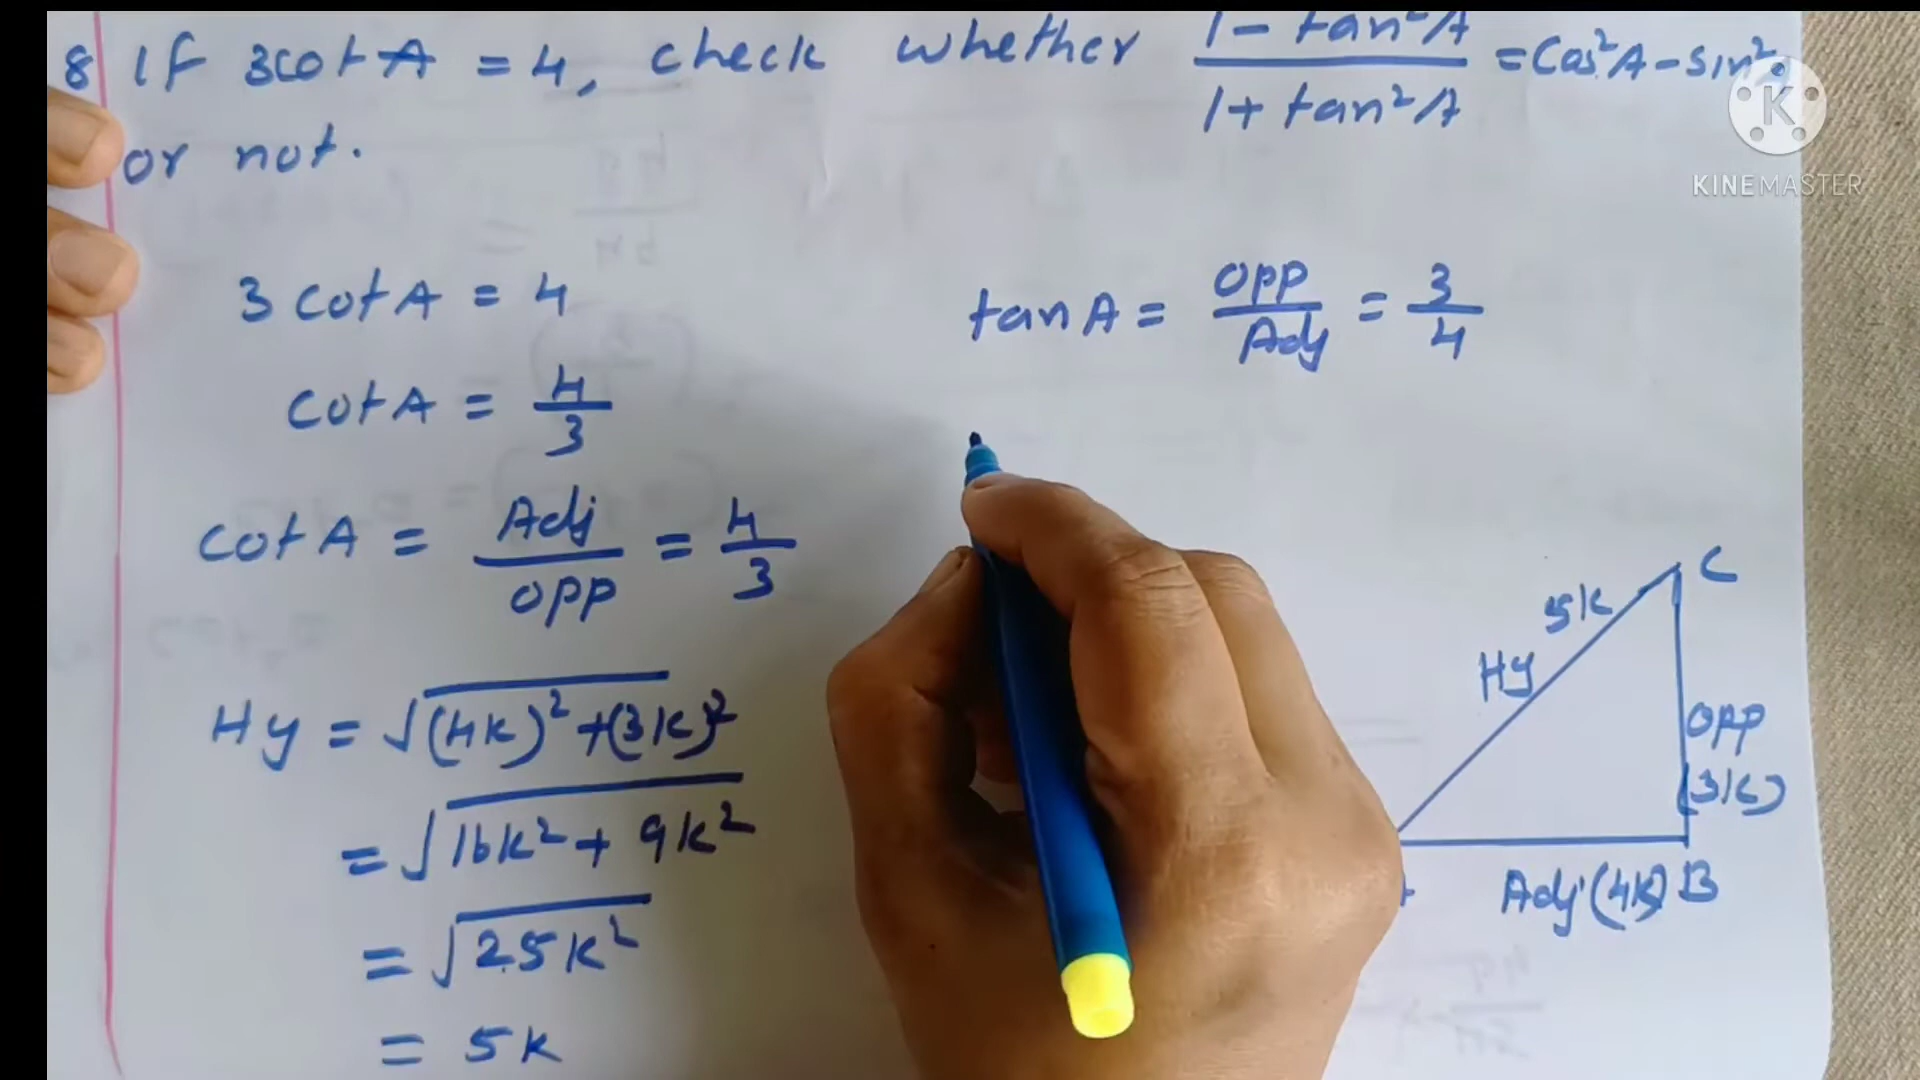 8 If 3cot A = 4, check whether (1 - tan²A)/(1 + tan²A) = Cos²A - sin²
or not.
KINEMASTER
3 cot A = 4
cot A = 4/3
cot A = Adj/opp = 4/3
Hy = √(4k)² + (3k)²
= √16k² + 9k²
= √25k²
= 5k
tan A = opp/Adj = 3/4
C
5k
Hy
opp
(3k)
Adj (4k) B